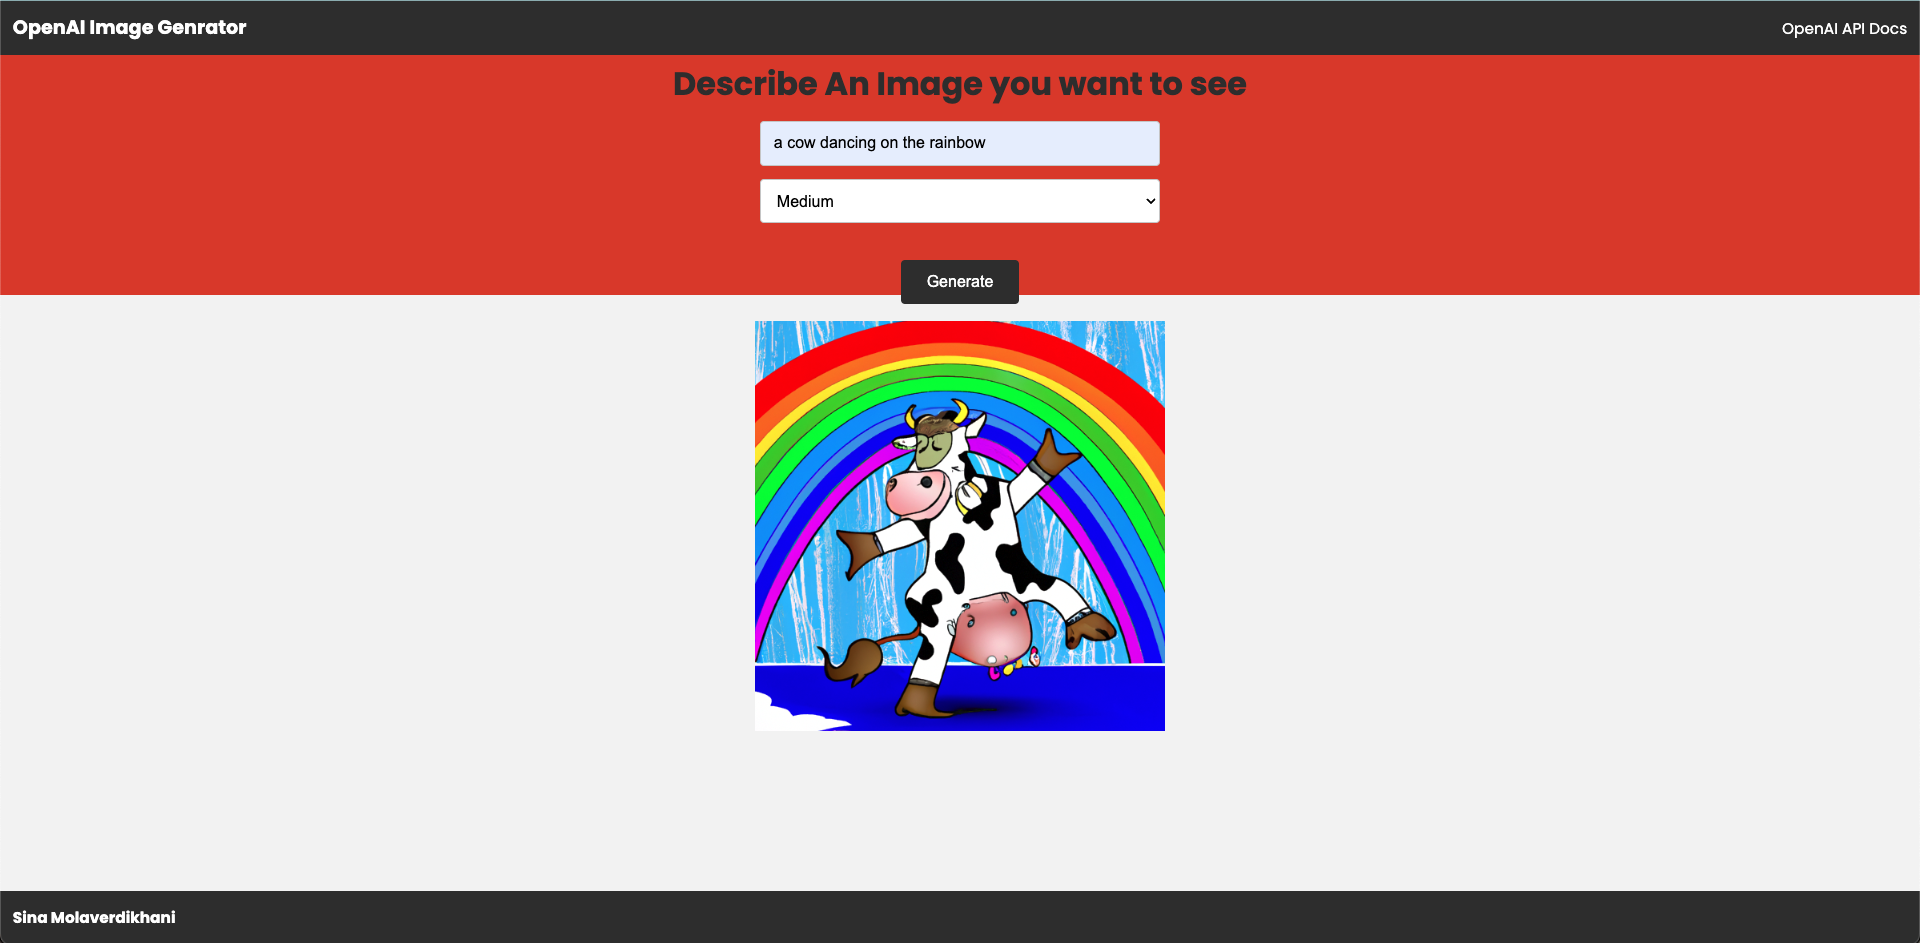 OpenAI Image Genrator
OpenAI API Docs
Describe An Image you want to see
a cow dancing on the rainbow
Medium
Generate
Sina Molaverdikhani